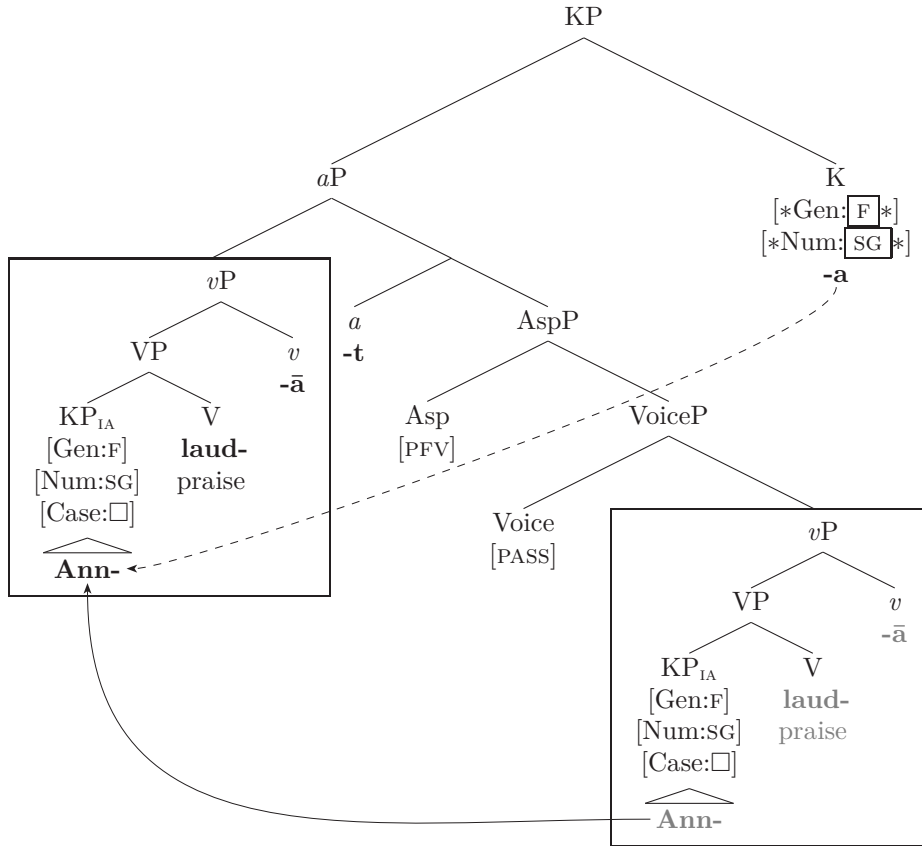 KP
aP
K
[∗Gen: F ∗]
[∗Num: SG ∗]
-a
vP
VP
v
-ā
KP_IA
[Gen:F]
[Num:SG]
[Case:□]
Ann-
V
laud-
praise
a
-t
AspP
Asp
[PFV]
VoiceP
Voice
[PASS]
vP
VP
v
-ā
KP_IA
[Gen:F]
[Num:SG]
[Case:□]
Ann-
V
laud-
praise